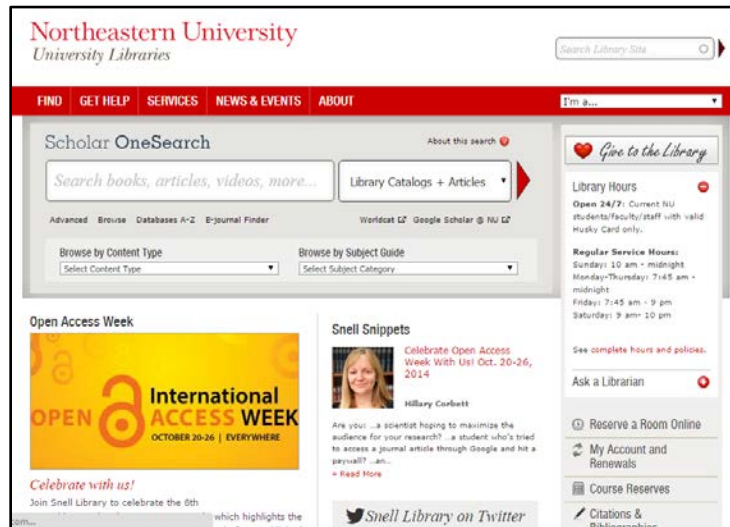 Northeastern University
University Libraries
Search Library Site
FIND GET HELP SERVICES NEWS & EVENTS ABOUT
I'm a...
Scholar OneSearch
About this search
Search books, articles, videos, more...
Library Catalogs + Articles
Advanced Browse Databases A-Z E-journal Finder
Worldcat Google Scholar @ NU
Browse by Content Type
Select Content Type
Browse by Subject Guide
Select Subject Category
Open Access Week
OPEN
International
ACCESS WEEK
OCTOBER 20-26 | EVERYWHERE
Celebrate with us!
Join Snell Library to celebrate the 6th
which highlights the
com...
Snell Snippets
Celebrate Open Access
Week With Us! Oct. 20-26,
2014
Hillary Corbett
Are you: ...a scientist hoping to maximize the
audience for your research? ...a student who's tried
to access a journal article through Google and hit a
paywall? ...an...
» Read More
Snell Library on Twitter
Give to the Library
Library Hours
Open 24/7: Current NU
students/faculty/staff with valid
Husky Card only.
Regular Service Hours:
Sunday: 10 am - midnight
Monday-Thursday: 7:45 am -
midnight
Friday: 7:45 am - 9 pm
Saturday: 9 am- 10 pm
See complete hours and policies.
Ask a Librarian
Reserve a Room Online
My Account and
Renewals
Course Reserves
Citations &
Bibliographies